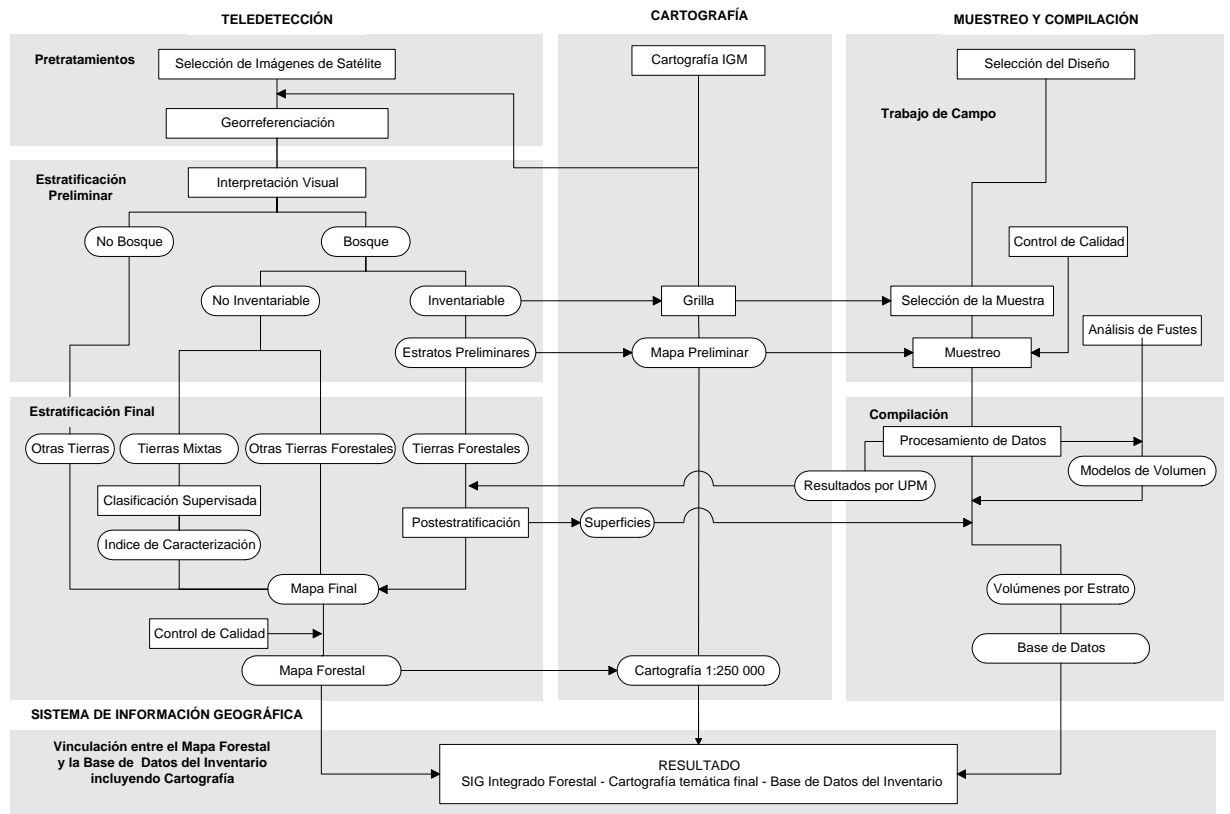 TELEDETECCIÓN
CARTOGRAFÍA
MUESTREO Y COMPILACIÓN
Pretratamientos
Selección de Imágenes de Satélite
Georreferenciación
Cartografía IGM
Selección del Diseño
Trabajo de Campo
Estratificación
Preliminar
Interpretación Visual
No Bosque
Bosque
Control de Calidad
No Inventariable
Inventariable
Grilla
Selección de la Muestra
Análisis de Fustes
Estratos Preliminares
Mapa Preliminar
Muestreo
Estratificación Final
Compilación
Otras Tierras
Tierras Mixtas
Otras Tierras Forestales
Tierras Forestales
Procesamiento de Datos
Modelos de Volumen
Clasificación Supervisada
Resultados por UPM
Postestratificación
Superficies
Indice de Caracterización
Mapa Final
Volúmenes por Estrato
Control de Calidad
Base de Datos
Mapa Forestal
Cartografía 1:250 000
SISTEMA DE INFORMACIÓN GEOGRÁFICA
Vinculación entre el Mapa Forestal
y la Base de Datos del Inventario
incluyendo Cartografía
RESULTADO
SIG Integrado Forestal - Cartografía temática final - Base de Datos del Inventario